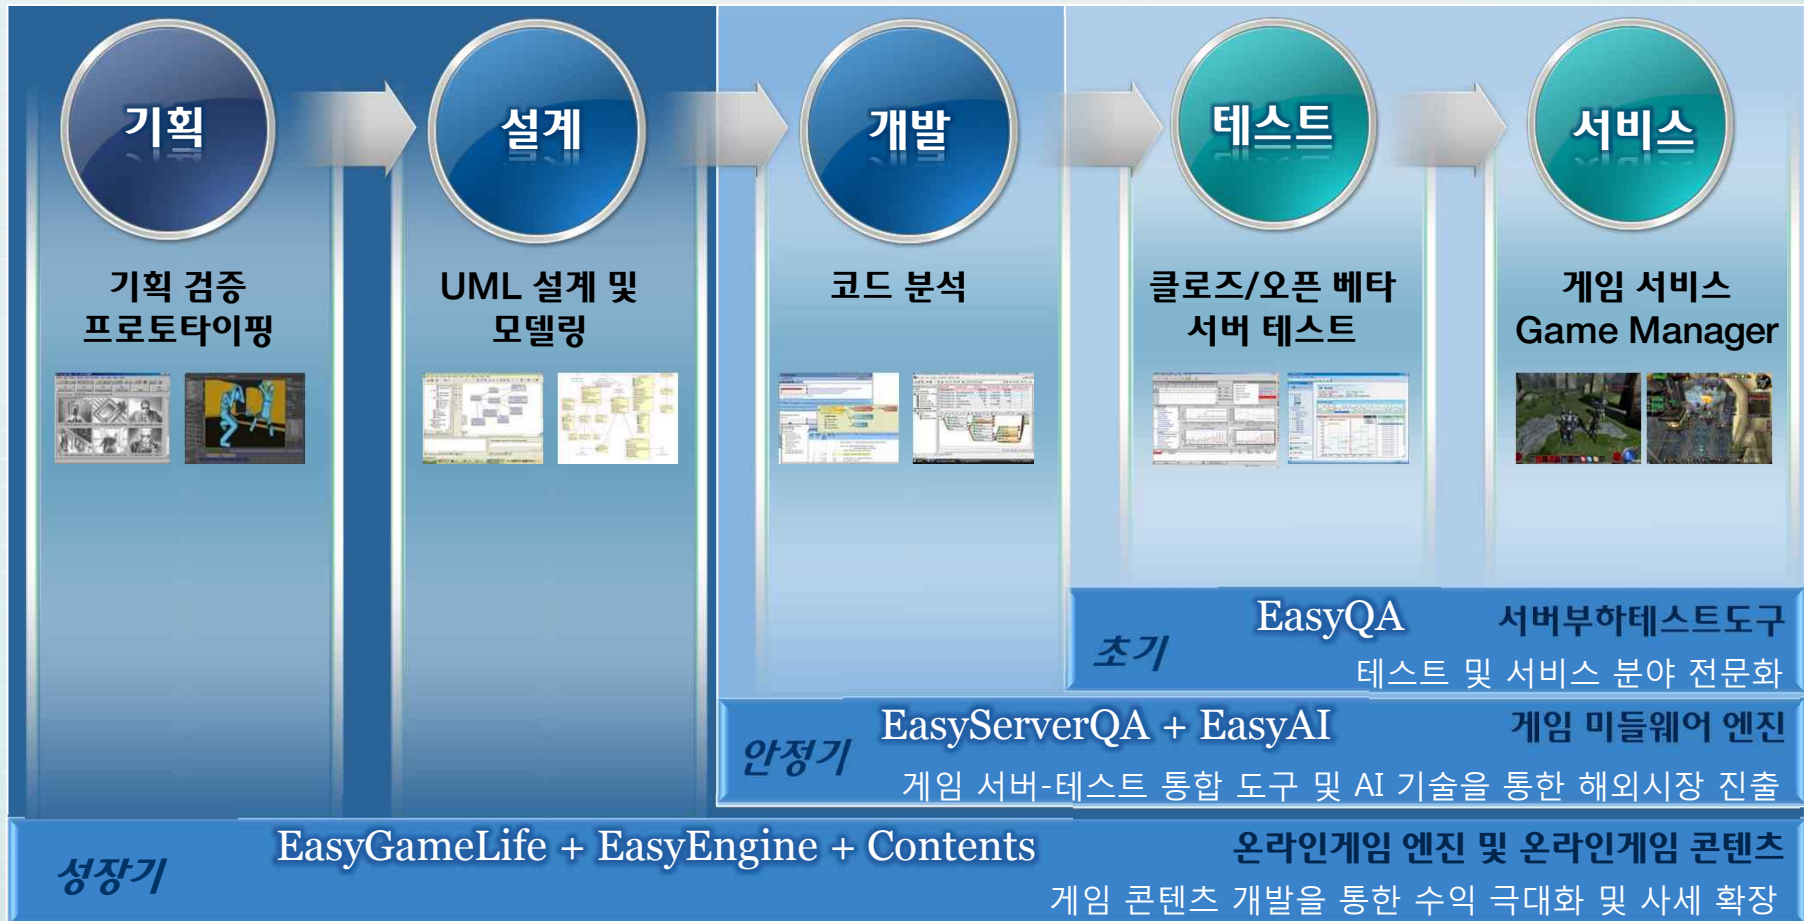 기획
설계
개발
테스트
서비스
기획 검증
프로토타이핑
UML 설계 및
모델링
코드 분석
클로즈/오픈 베타
서버 테스트
게임 서비스
Game Manager
초기
EasyQA
서버부하테스트도구
테스트 및 서비스 분야 전문화
안정기
EasyServerQA + EasyAI
게임 미들웨어 엔진
게임 서버-테스트 통합 도구 및 AI 기술을 통한 해외시장 진출
성장기
EasyGameLife + EasyEngine + Contents
온라인게임 엔진 및 온라인게임 콘텐츠
게임 콘텐츠 개발을 통한 수익 극대화 및 사세 확장